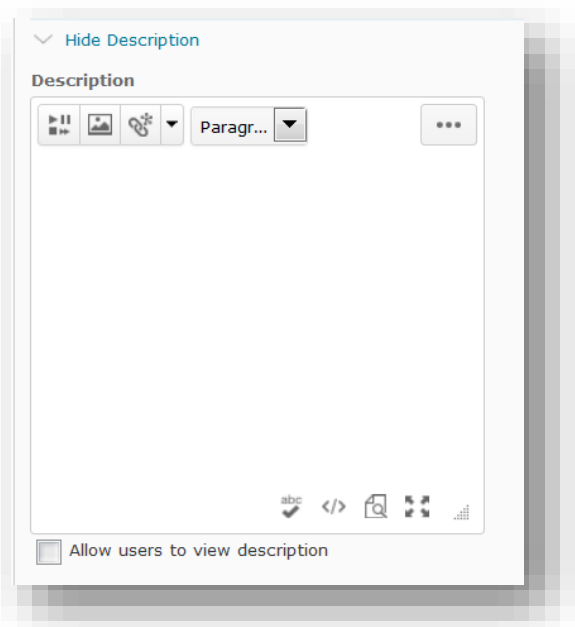 Hide Description
Description
Paragr...
abc </>
Allow users to view description